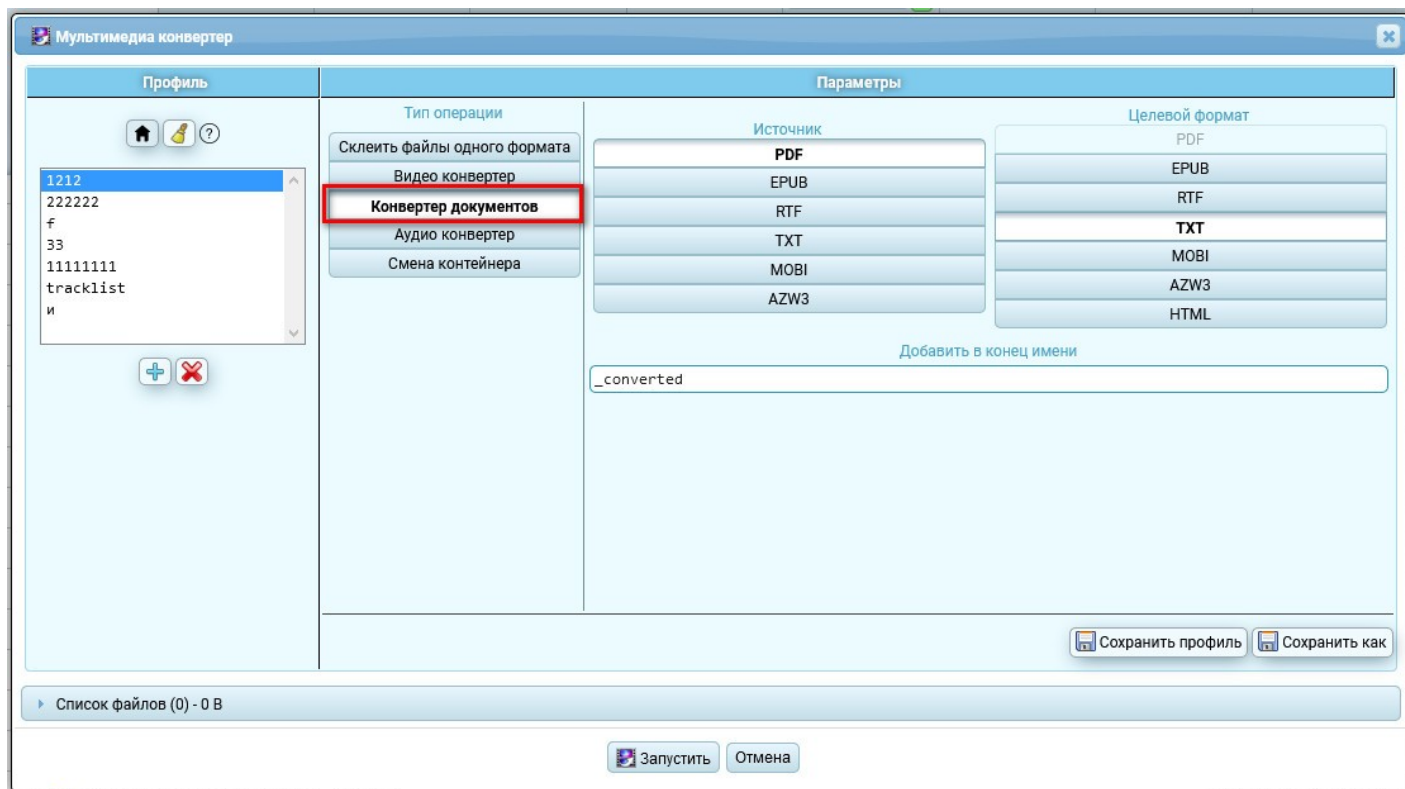 Мультимедиа конвертер
Профиль
Параметры
?
1212
222222
f
33
11111111
tracklist
и
Тип операции
Склеить файлы одного формата
Видео конвертер
Конвертер документов
Аудио конвертер
Смена контейнера
Источник
PDF
EPUB
RTF
TXT
MOBI
AZW3
Целевой формат
PDF
EPUB
RTF
TXT
MOBI
AZW3
HTML
Добавить в конец имени
_converted
Сохранить профиль Сохранить как
Список файлов (0) - 0 B
Запустить Отмена